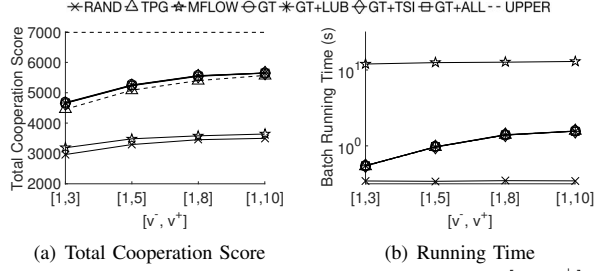 RAND TPG MFLOW GT GT+LUB GT+TSI GT+ALL UPPER
Total Cooperation Score
7000
6000
5000
4000
3000
2000
[1,3] [1,5] [1,8] [1,10]
[v⁻, v⁺]
(a) Total Cooperation Score
Batch Running Time (s)
10¹
10⁰
[1,3] [1,5] [1,8] [1,10]
[v⁻, v⁺]
(b) Running Time